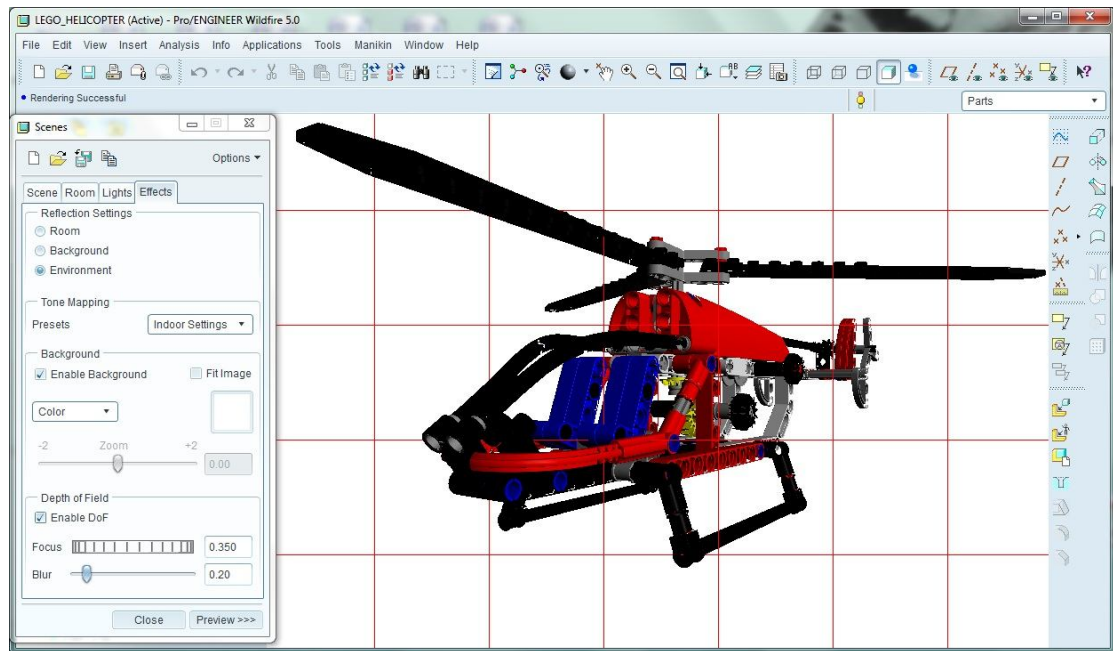 LEGO_HELICOPTER (Active) - Pro/ENGINEER Wildfire 5.0
File Edit View Insert Analysis Info Applications Tools Manikin Window Help
• Rendering Successful
Parts
Scenes
Options
Scene Room Lights Effects
Reflection Settings
Room
Background
Environment
Tone Mapping
Presets Indoor Settings
Background
Enable Background Fit Image
Color
-2 Zoom +2
0.00
Depth of Field
Enable DoF
Focus 0.350
Blur 0.20
Close Preview >>>